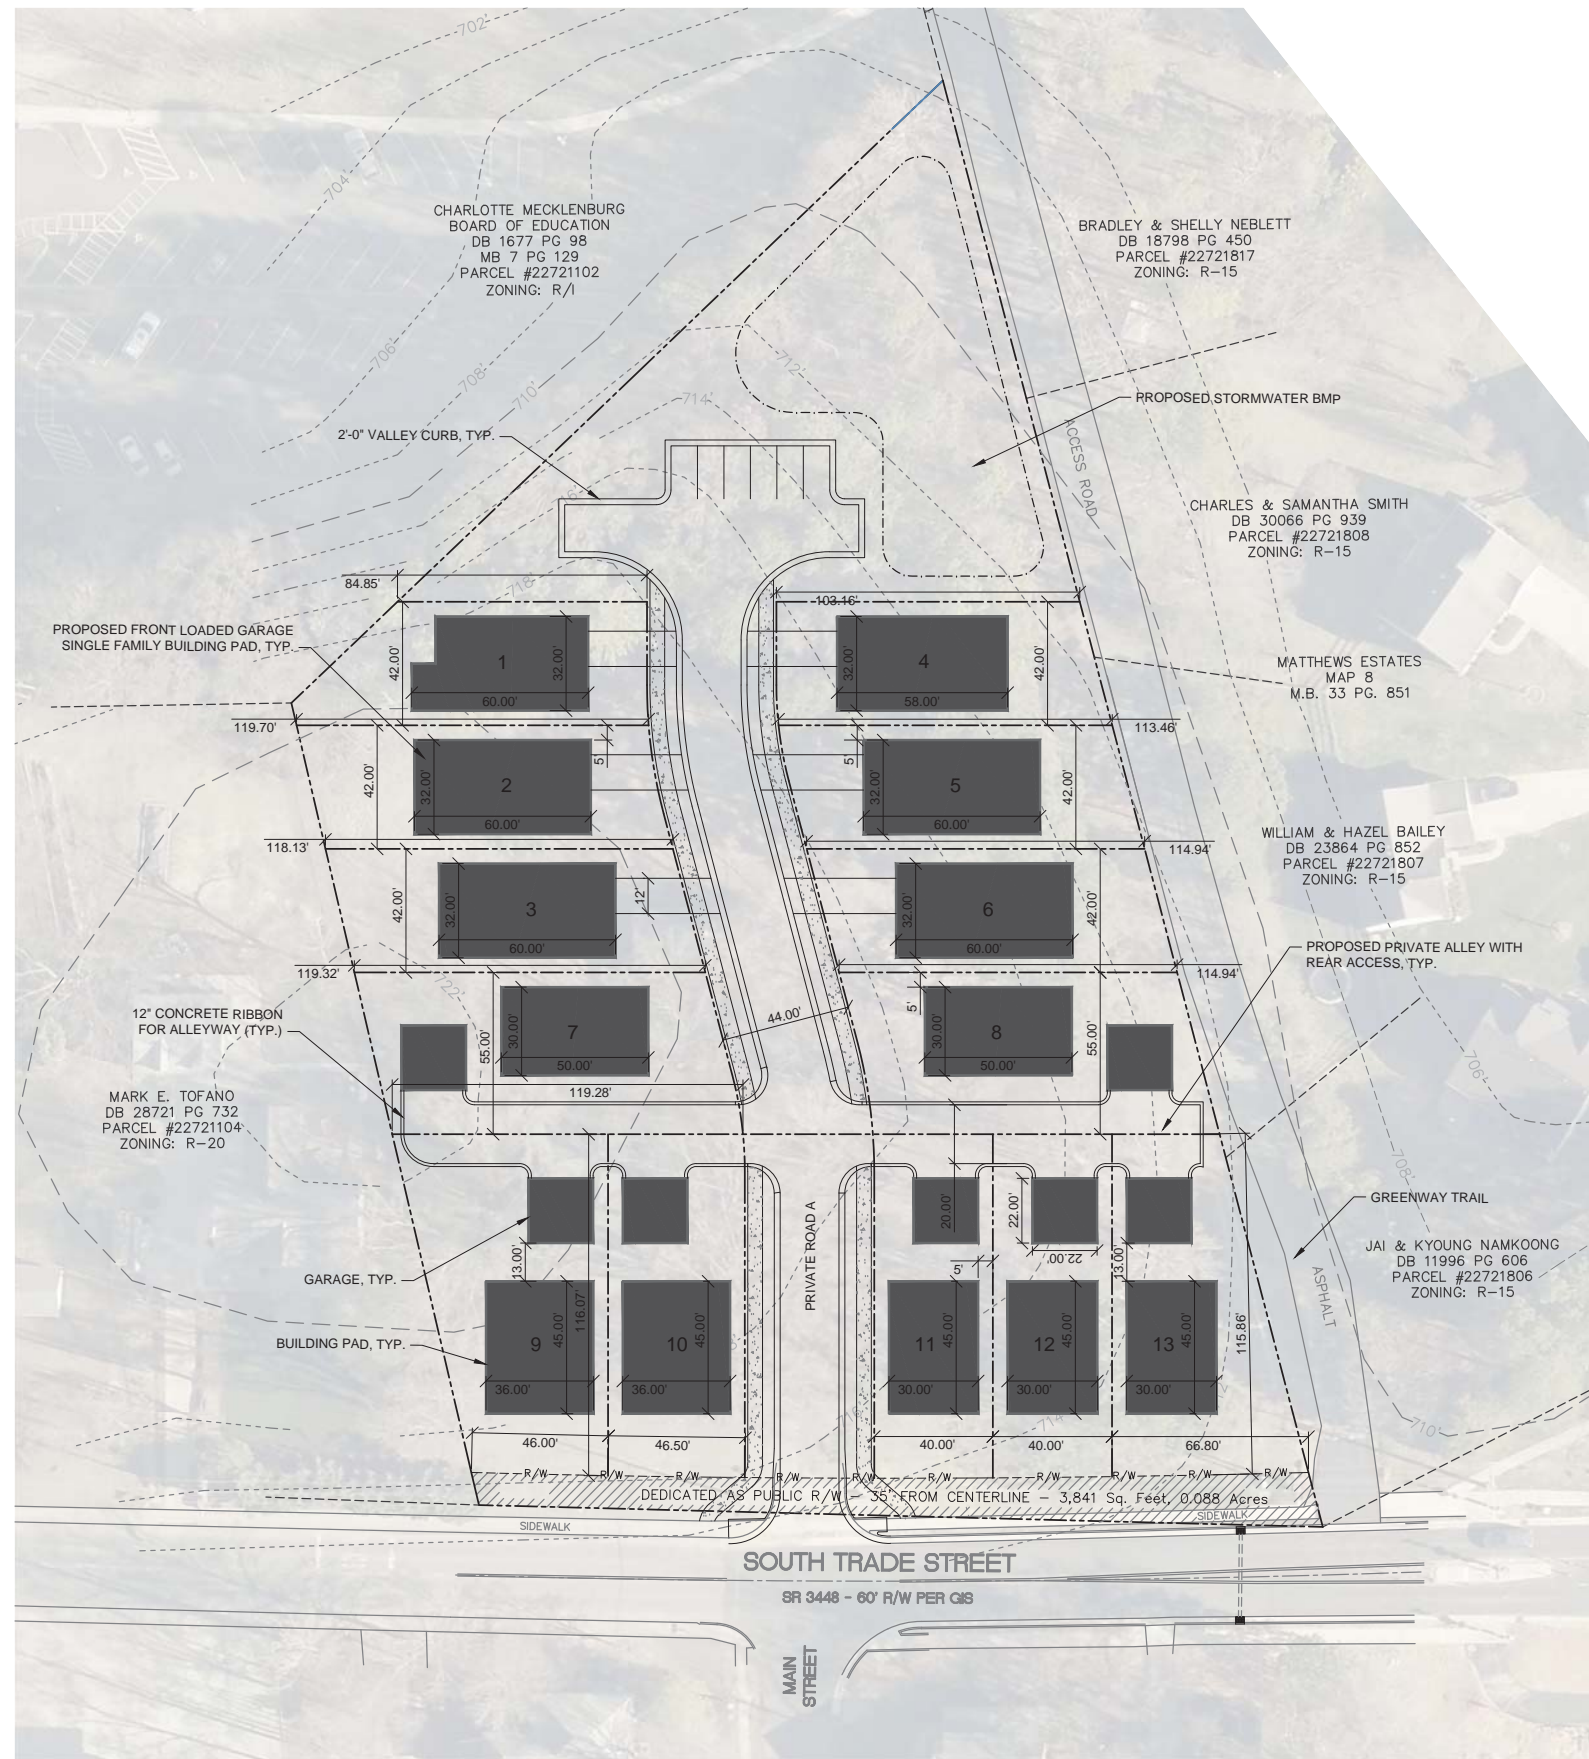 702'
704'
CHARLOTTE MECKLENBURG
BOARD OF EDUCATION
DB 1677 PG 98
MB 7 PG 129
PARCEL #22721102
ZONING: R/I
BRADLEY & SHELLY NEBLETT
DB 18798 PG 450
PARCEL #22721817
ZONING: R-15
706'
708'
710'
712'
714'
PROPOSED STORMWATER BMP
2'-0" VALLEY CURB, TYP.
ACCESS ROAD
CHARLES & SAMANTHA SMITH
DB 30066 PG 939
PARCEL #22721808
ZONING: R-15
718'
84.85'
103.16'
PROPOSED FRONT LOADED GARAGE
SINGLE FAMILY BUILDING PAD, TYP.
42.00'
1
32.00'
60.00'
32.00'
4
58.00'
42.00'
MATTHEWS ESTATES
MAP 8
M.B. 33 PG. 851
119.70'
113.46'
42.00'
32.00'
2
60.00'
5'
5'
32.00'
5
60.00'
42.00'
118.13'
114.94'
WILLIAM & HAZEL BAILEY
DB 23864 PG 852
PARCEL #22721807
ZONING: R-15
42.00'
32.00'
3
60.00'
12'
32.00'
6
60.00'
42.00'
PROPOSED PRIVATE ALLEY WITH
REAR ACCESS, TYP.
119.32'
114.94'
722'
12" CONCRETE RIBBON
FOR ALLEYWAY (TYP.)
55.00'
30.00'
7
50.00'
44.00'
5'
30.00'
8
50.00'
55.00'
706'
119.28'
MARK E. TOFANO
DB 28721 PG 732
PARCEL #22721104
ZONING: R-20
708'
GREENWAY TRAIL
20.00'
22.00'
22.00'
5'
13.00'
13.00'
PRIVATE ROAD A
JAI & KYOUNG NAMKOONG
DB 11996 PG 606
PARCEL #22721806
ZONING: R-15
ASPHALT
GARAGE, TYP.
BUILDING PAD, TYP.
9
45.00'
36.00'
116.07'
10
45.00'
36.00'
11
45.00'
30.00'
12
45.00'
30.00'
13
45.00'
30.00'
115.86'
716'
714'
710'
46.00'
46.50'
40.00'
40.00'
66.80'
R/W R/W R/W R/W R/W R/W R/W R/W R/W
DEDICATED AS PUBLIC R/W - 35' FROM CENTERLINE - 3,841 Sq. Feet, 0.088 Acres
SIDEWALK
SIDEWALK
SOUTH TRADE STREET
SR 3448 - 60' R/W PER GIS
MAIN
STREET